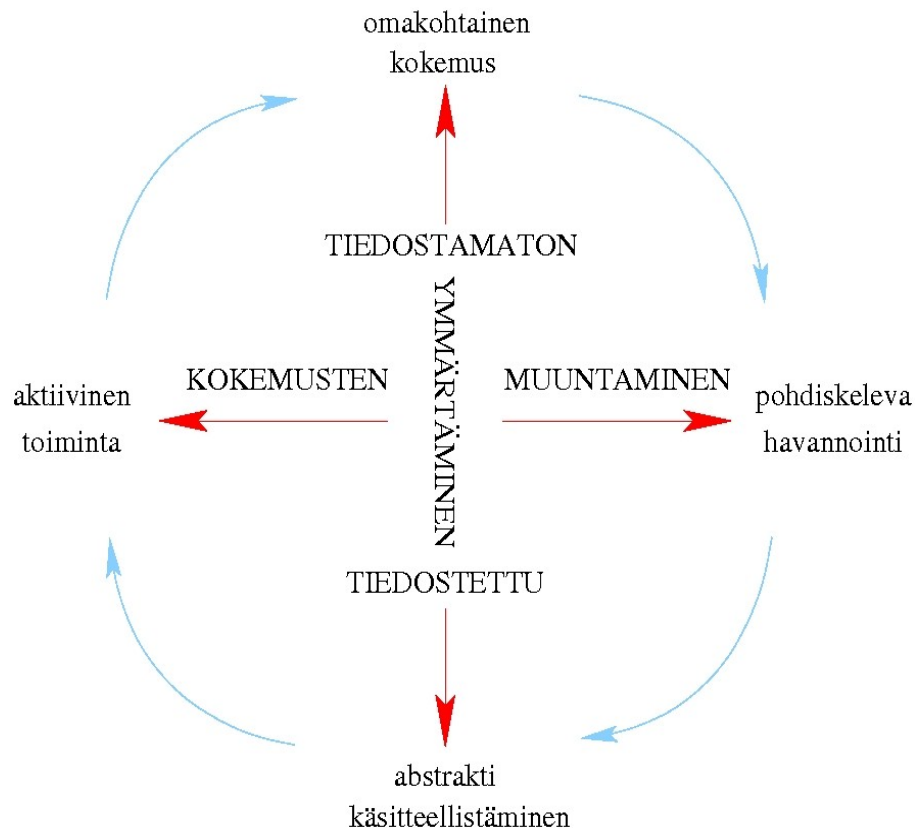 omakohtainen
kokemus
TIEDOSTAMATON
YMMÄRTÄMINEN
KOKEMUSTEN
MUUNTAMINEN
aktiivinen
toiminta
pohdiskeleva
havannointi
TIEDOSTETTU
abstrakti
käsitteellistäminen